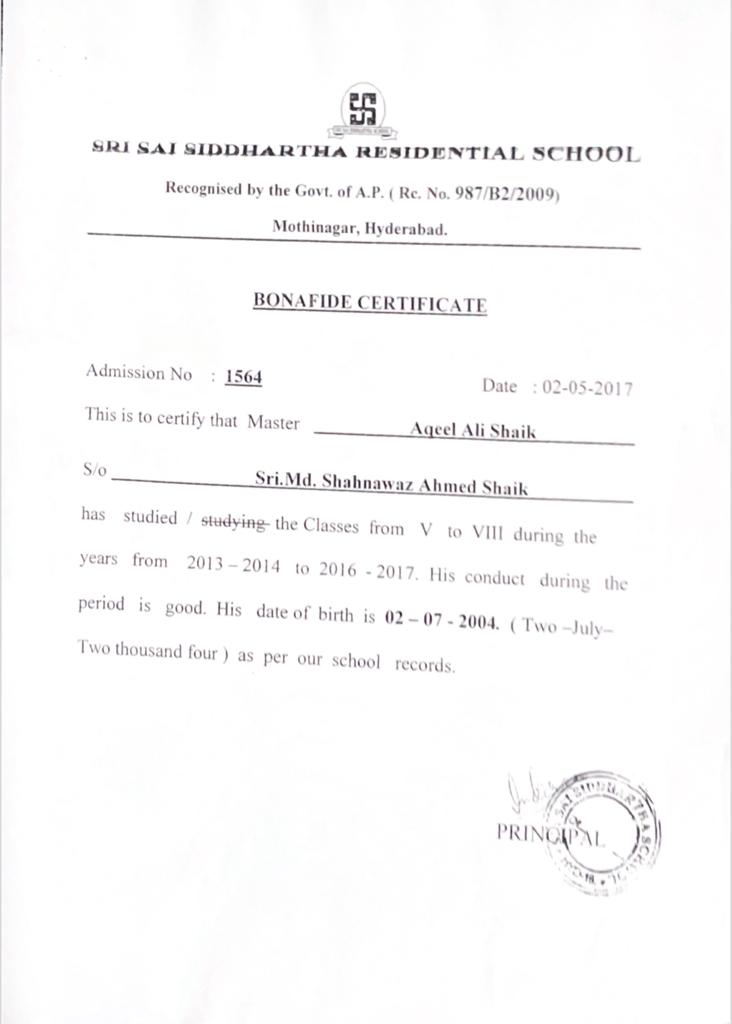 SRI SAI SIDDHARTHA RESIDENTIAL SCHOOL
Recognised by the Govt. of A.P. ( Rc. No. 987/B2/2009)
Mothinagar, Hyderabad.
BONAFIDE CERTIFICATE
Admission No : 1564
Date : 02-05-2017
This is to certify that Master Aqeel Ali Shaik
S/o Sri.Md. Shahnawaz Ahmed Shaik
has studied / studying the Classes from V to VIII during the
years from 2013 – 2014 to 2016 - 2017. His conduct during the
period is good. His date of birth is 02 – 07 - 2004. ( Two –July–
Two thousand four ) as per our school records.
PRINCIPAL
SAI SIDDHARTHA SCHOOL